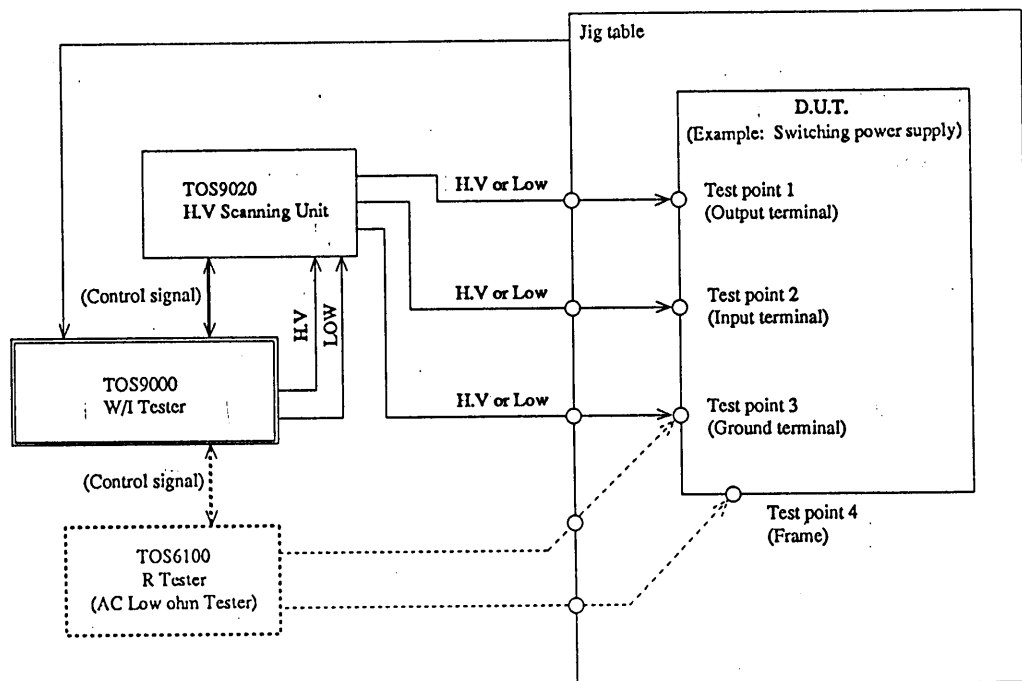 Jig table
D.U.T.
(Example: Switching power supply)
TOS9020
H.V Scanning Unit
H.V or Low
Test point 1
(Output terminal)
(Control signal)
H.V
LOW
H.V or Low
Test point 2
(Input terminal)
TOS9000
W/I Tester
H.V or Low
Test point 3
(Ground terminal)
(Control signal)
Test point 4
(Frame)
TOS6100
R Tester
(AC Low ohm Tester)